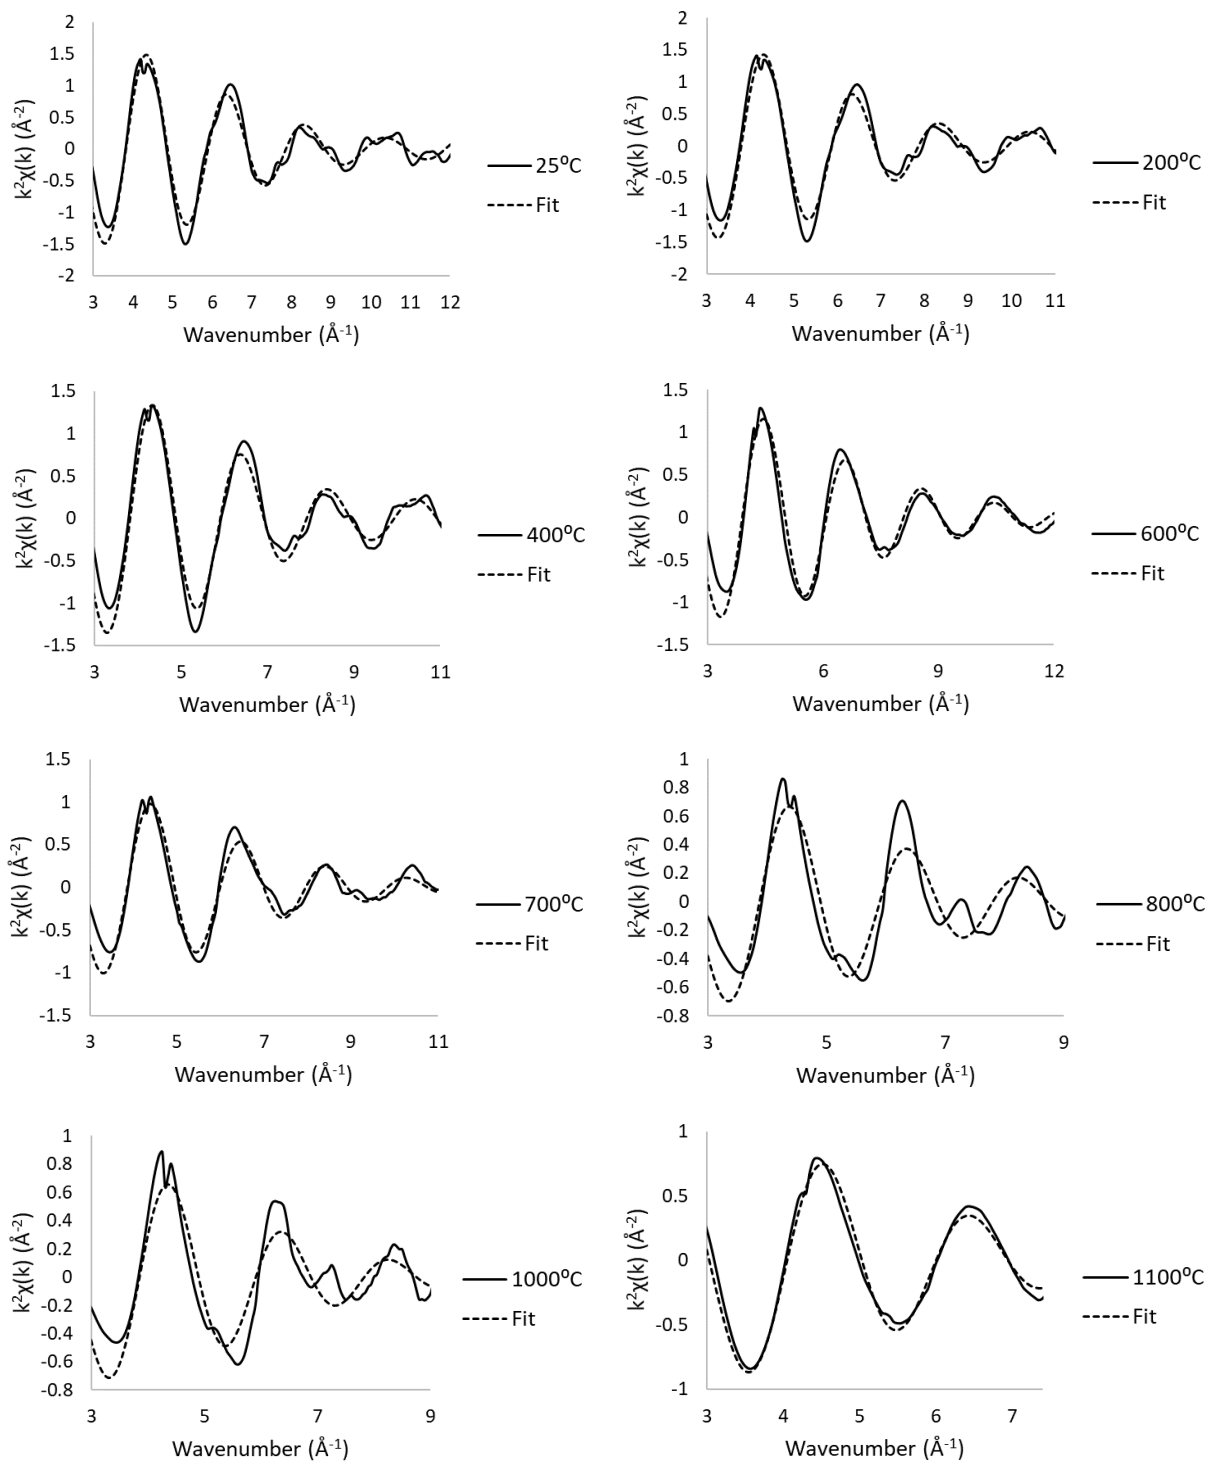 2
1.5
1
0.5
0
-0.5
-1
-1.5
-2
k²χ(k) (Å⁻²)
3 4 5 6 7 8 9 10 11 12
Wavenumber (Å⁻¹)
25⁰C
Fit
2
1.5
1
0.5
0
-0.5
-1
-1.5
-2
k²χ(k) (Å⁻²)
3 4 5 6 7 8 9 10 11
Wavenumber (Å⁻¹)
200⁰C
Fit
1.5
1
0.5
0
-0.5
-1
-1.5
k²χ(k) (Å⁻²)
3 5 7 9 11
Wavenumber (Å⁻¹)
400⁰C
Fit
1.5
1
0.5
0
-0.5
-1
-1.5
k²χ(k) (Å⁻²)
3 6 9 12
Wavenumber (Å⁻¹)
600⁰C
Fit
1.5
1
0.5
0
-0.5
-1
-1.5
k²χ(k) (Å⁻²)
3 5 7 9 11
Wavenumber (Å⁻¹)
700⁰C
Fit
1
0.8
0.6
0.4
0.2
0
-0.2
-0.4
-0.6
-0.8
k²χ(k) (Å⁻²)
3 5 7 9
Wavenumber (Å⁻¹)
800⁰C
Fit
1
0.8
0.6
0.4
0.2
0
-0.2
-0.4
-0.6
-0.8
k²χ(k) (Å⁻²)
3 5 7 9
Wavenumber (Å⁻¹)
1000⁰C
Fit
1
0.5
0
-0.5
-1
k²χ(k) (Å⁻²)
3 4 5 6 7
Wavenumber (Å⁻¹)
1100⁰C
Fit